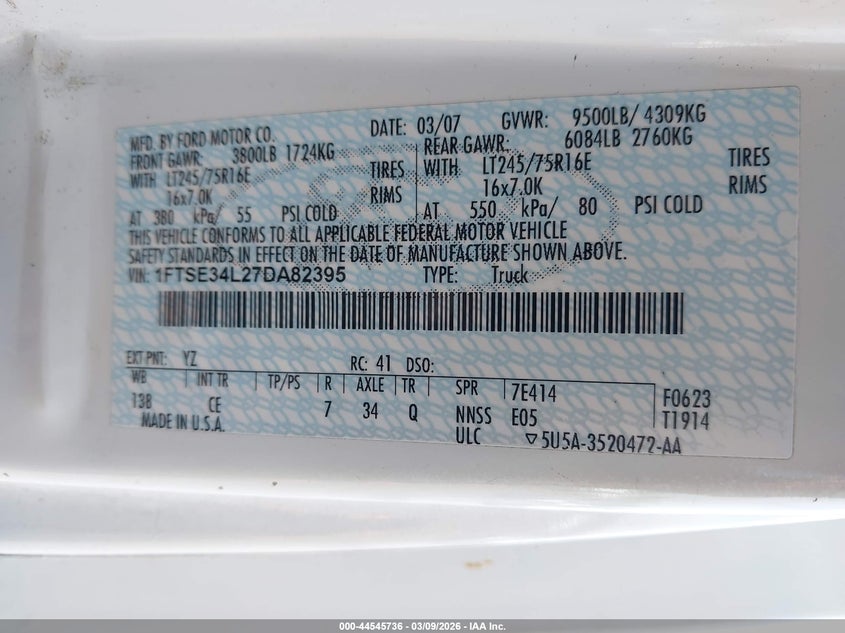 MFD. BY FORD MOTOR CO. DATE: 03/07 GVWR: 9500LB/ 4309KG
FRONT GAWR: 3800LB 1724KG REAR GAWR: 6084LB 2760KG
WITH LT245/75R16E TIRES WITH LT245/75R16E TIRES
16x7.0K RIMS 16x7.0K RIMS
AT 380 kPa/ 55 PSI COLD AT 550 kPa/ 80 PSI COLD
THIS VEHICLE CONFORMS TO ALL APPLICABLE FEDERAL MOTOR VEHICLE
SAFETY STANDARDS IN EFFECT ON THE DATE OF MANUFACTURE SHOWN ABOVE.
VIN: 1FTSE34L27DA82395 TYPE: Truck
EXT PNT: YZ RC: 41 DSO:
WB INT TR TP/PS R AXLE TR SPR 7E414 F0623
138 CE 7 34 Q NNSS E05 T1914
MADE IN U.S.A. ULC ▽5U5A-3520472-AA
000-44545736 | 03/09/2026 - IAA Inc.